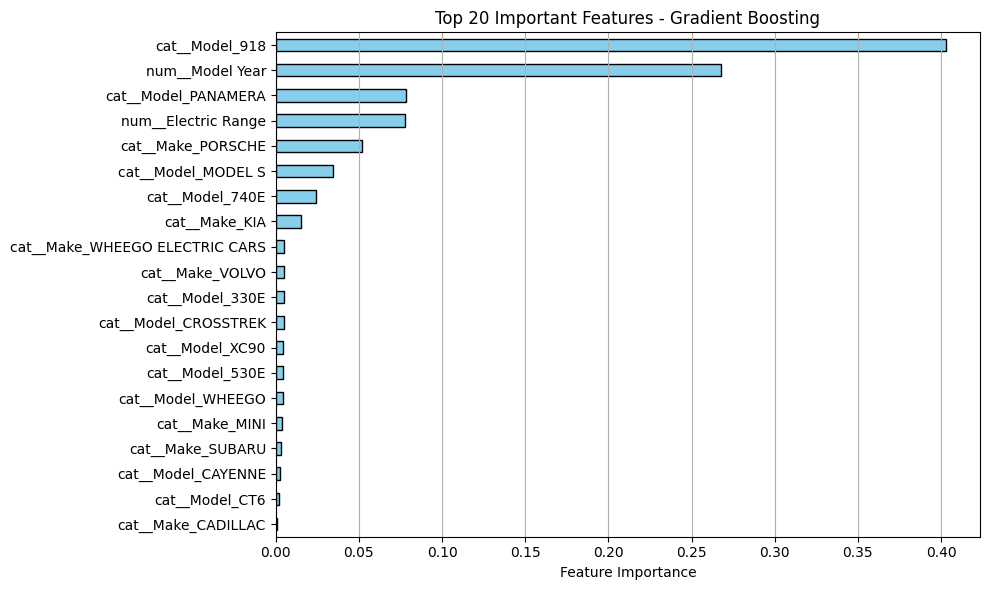 Top 20 Important Features - Gradient Boosting
cat__Model_918
num__Model Year
cat__Model_PANAMERA
num__Electric Range
cat__Make_PORSCHE
cat__Model_MODEL S
cat__Model_740E
cat__Make_KIA
cat__Make_WHEEGO ELECTRIC CARS
cat__Make_VOLVO
cat__Model_330E
cat__Model_CROSSTREK
cat__Model_XC90
cat__Model_530E
cat__Model_WHEEGO
cat__Make_MINI
cat__Make_SUBARU
cat__Model_CAYENNE
cat__Model_CT6
cat__Make_CADILLAC
0.00 0.05 0.10 0.15 0.20 0.25 0.30 0.35 0.40
Feature Importance